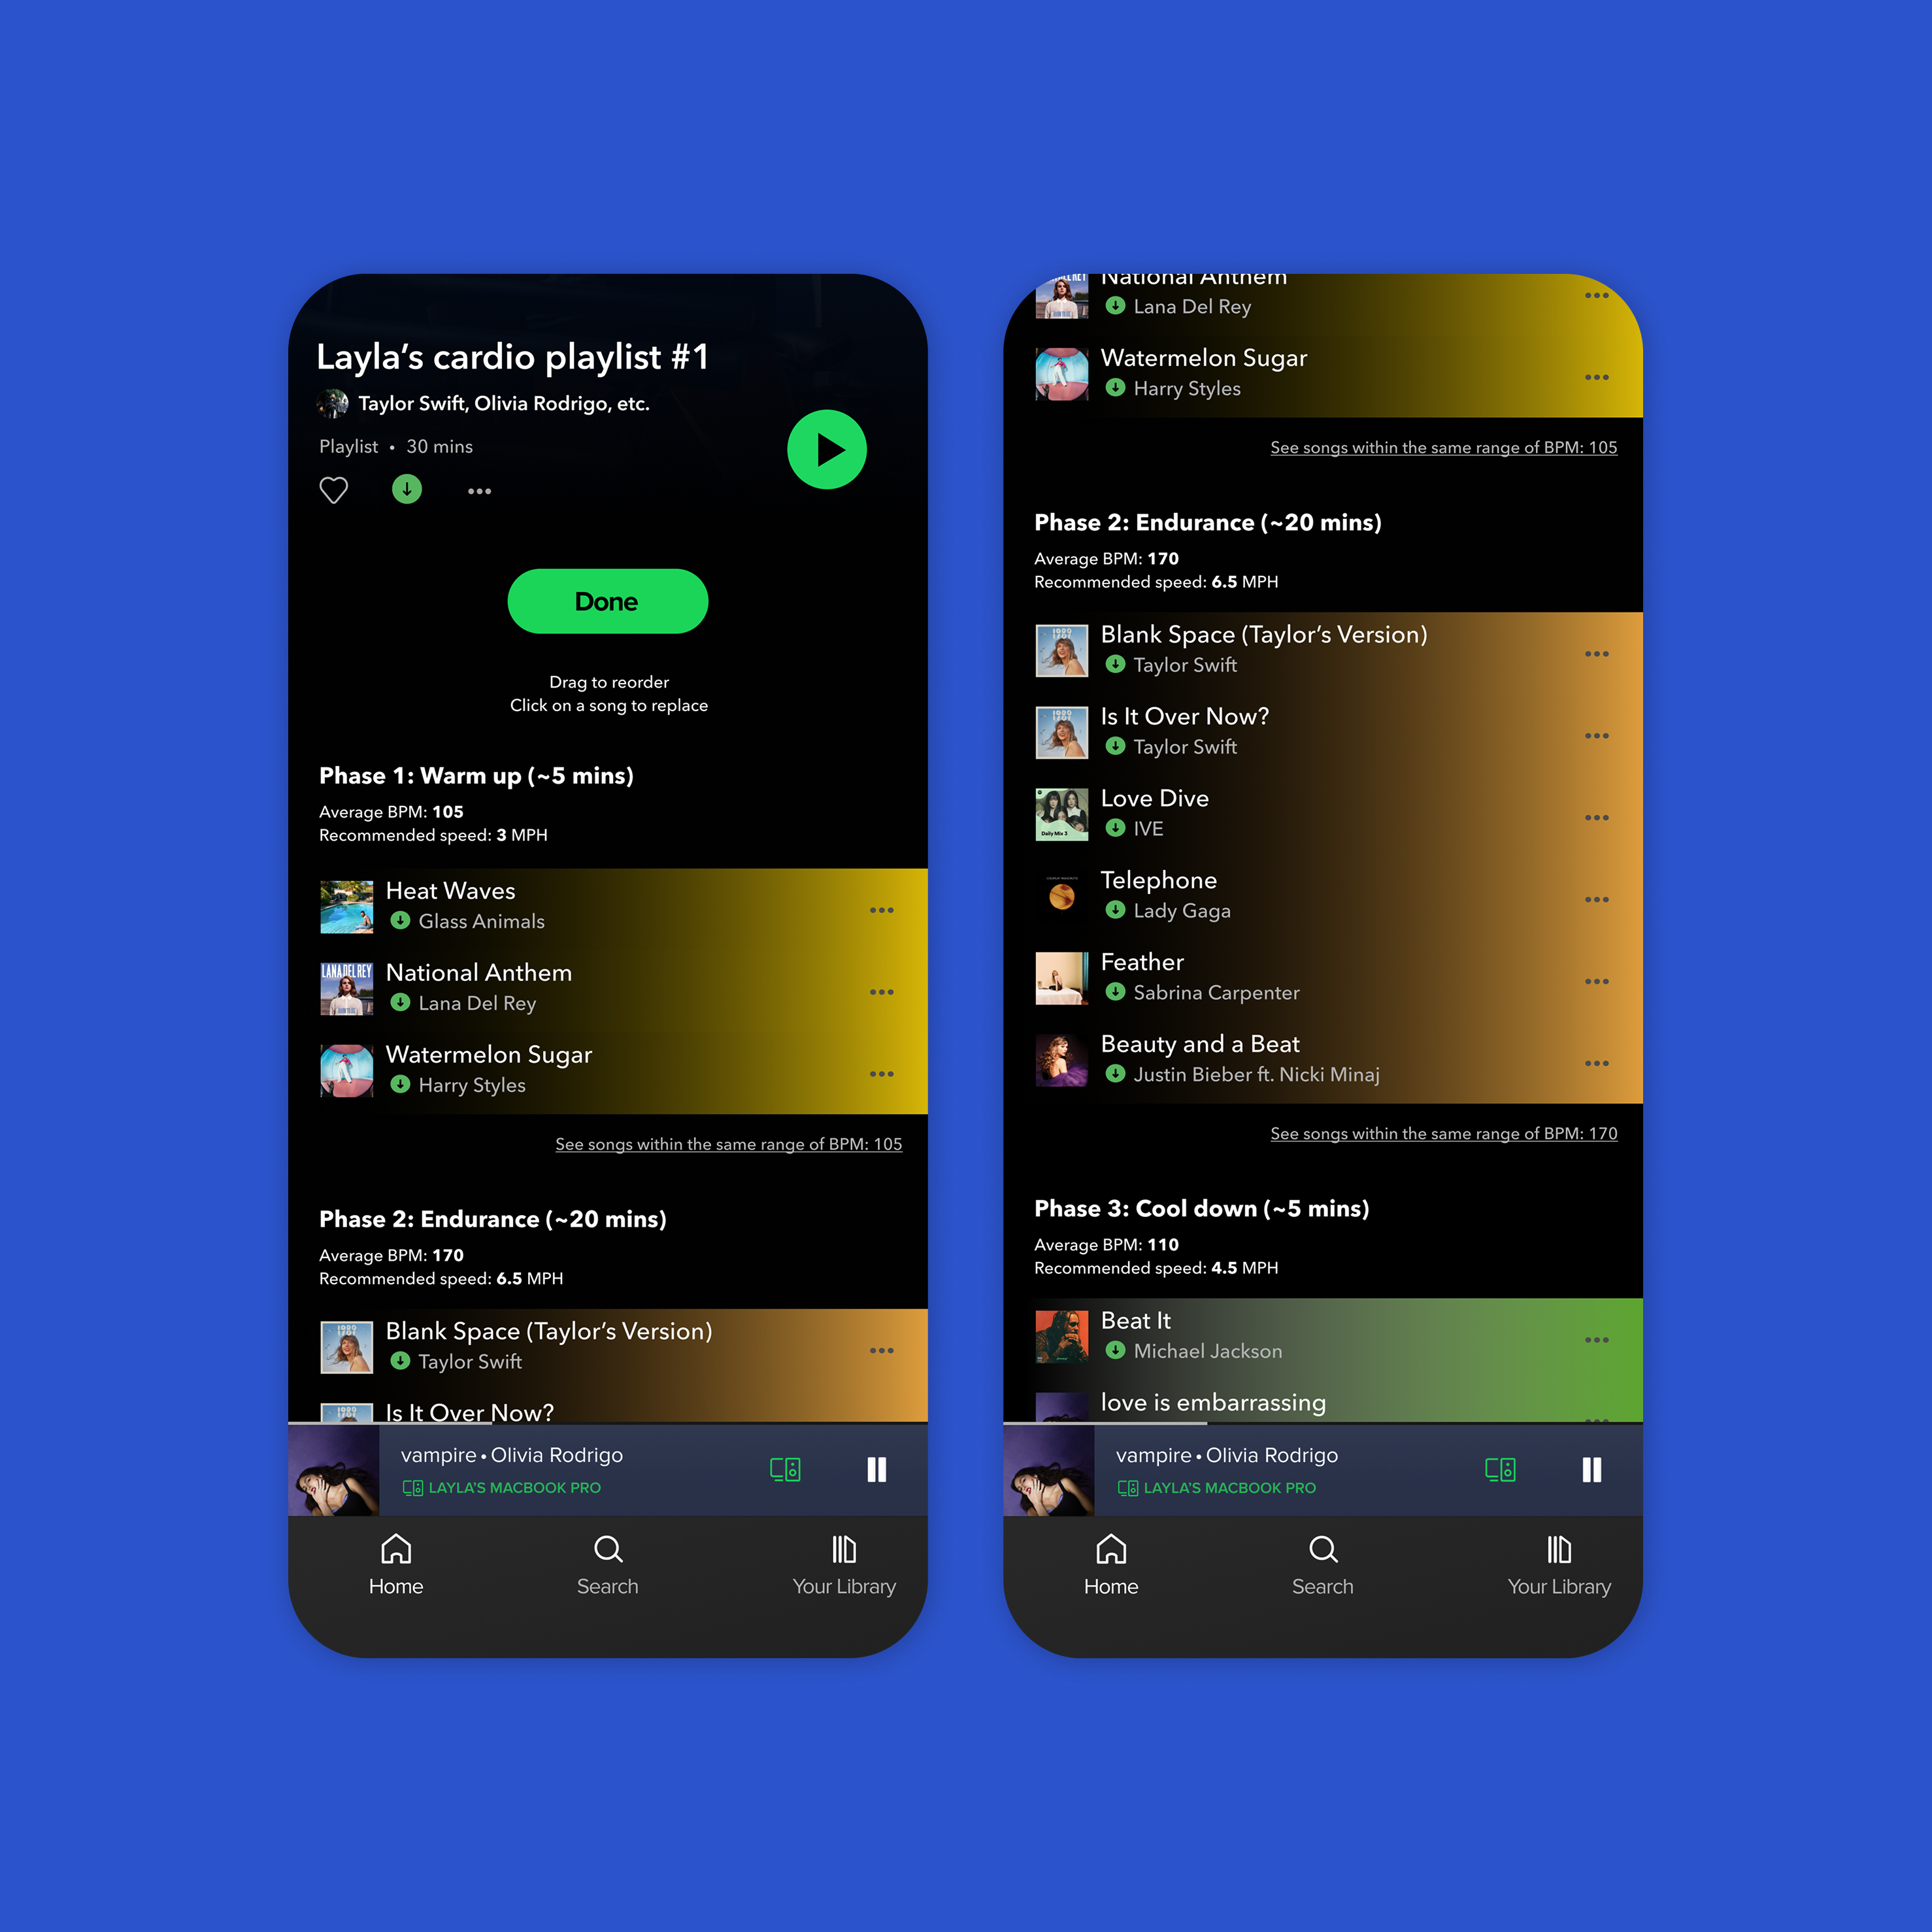 Layla’s cardio playlist #1
Taylor Swift, Olivia Rodrigo, etc.
Playlist • 30 mins
Done
Drag to reorder
Click on a song to replace
Phase 1: Warm up (~5 mins)
Average BPM: 105
Recommended speed: 3 MPH
Heat Waves
Glass Animals
LANA DEL REY
National Anthem
Lana Del Rey
Watermelon Sugar
Harry Styles
See songs within the same range of BPM: 105
Phase 2: Endurance (~20 mins)
Average BPM: 170
Recommended speed: 6.5 MPH
Blank Space (Taylor’s Version)
Taylor Swift
Is It Over Now?
vampire • Olivia Rodrigo
LAYLA’S MACBOOK PRO
Home
Search
Your Library
National Anthem
Lana Del Rey
Watermelon Sugar
Harry Styles
See songs within the same range of BPM: 105
Phase 2: Endurance (~20 mins)
Average BPM: 170
Recommended speed: 6.5 MPH
Blank Space (Taylor’s Version)
Taylor Swift
Is It Over Now?
Taylor Swift
Love Dive
IVE
Daily Mix 3
Telephone
Lady Gaga
Feather
Sabrina Carpenter
Beauty and a Beat
Justin Bieber ft. Nicki Minaj
See songs within the same range of BPM: 170
Phase 3: Cool down (~5 mins)
Average BPM: 110
Recommended speed: 4.5 MPH
Beat It
Michael Jackson
love is embarrassing
vampire • Olivia Rodrigo
LAYLA’S MACBOOK PRO
Home
Search
Your Library